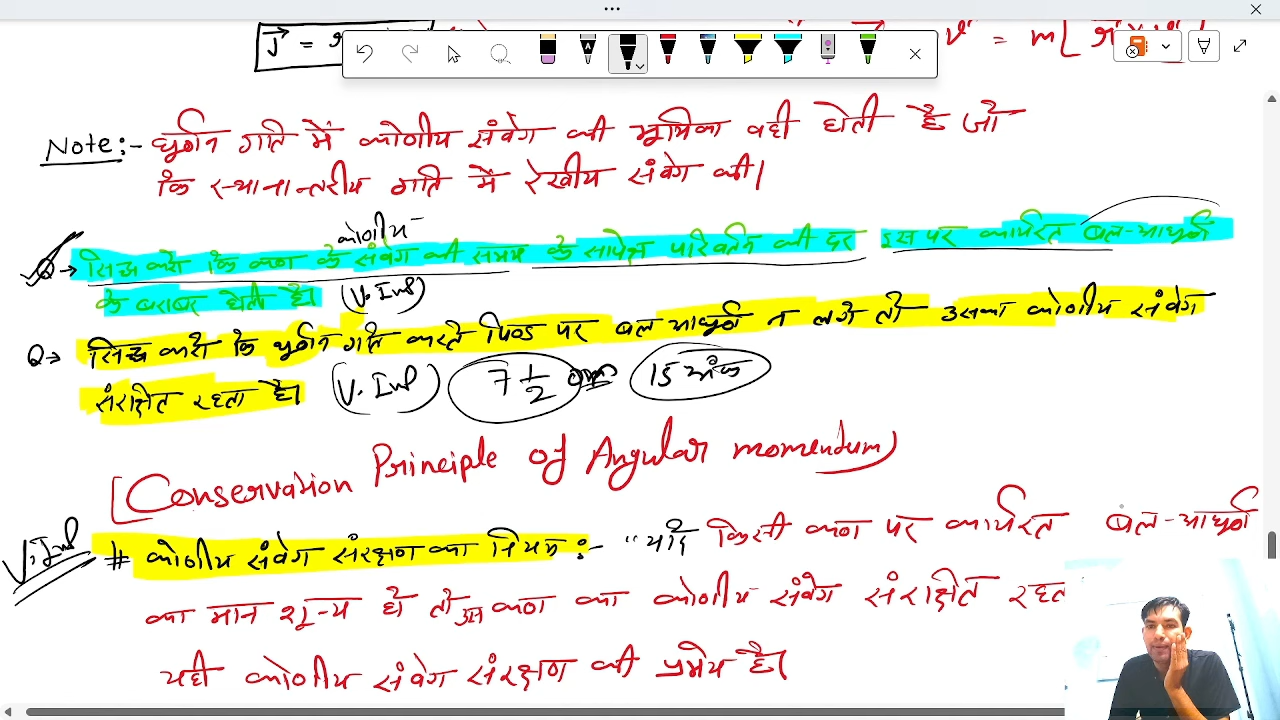 J⃗ =
v = m[
Note:- घूर्णन गति में कोणीय संवेग की भूमिका वही होती है जो
कि स्थानान्तरीय गति में रेखीय संवेग की।
कोणीय
Q→ सिद्ध करो कि कण के संवेग की समय के सापेक्ष परिवर्तन की दर इस पर कार्यरत बल-आघूर्ण
के बराबर होती है। (V. Imp)
Q→ सिद्ध करो कि घूर्णन गति करते पिण्ड पर बल आघूर्ण न लगे तो उसका कोणीय संवेग
संरक्षित रहता है। (V. Imp) 7 1/2 15 अंक
[Conservation Principle of Angular momentum]
V. Imp # कोणीय संवेग संरक्षण का नियम :- "यदि किसी कण पर कार्यरत बल-आघूर्ण
का मान शून्य हो तो उस कण का कोणीय संवेग संरक्षित
यही कोणीय संवेग संरक्षण की प्रमेय है।